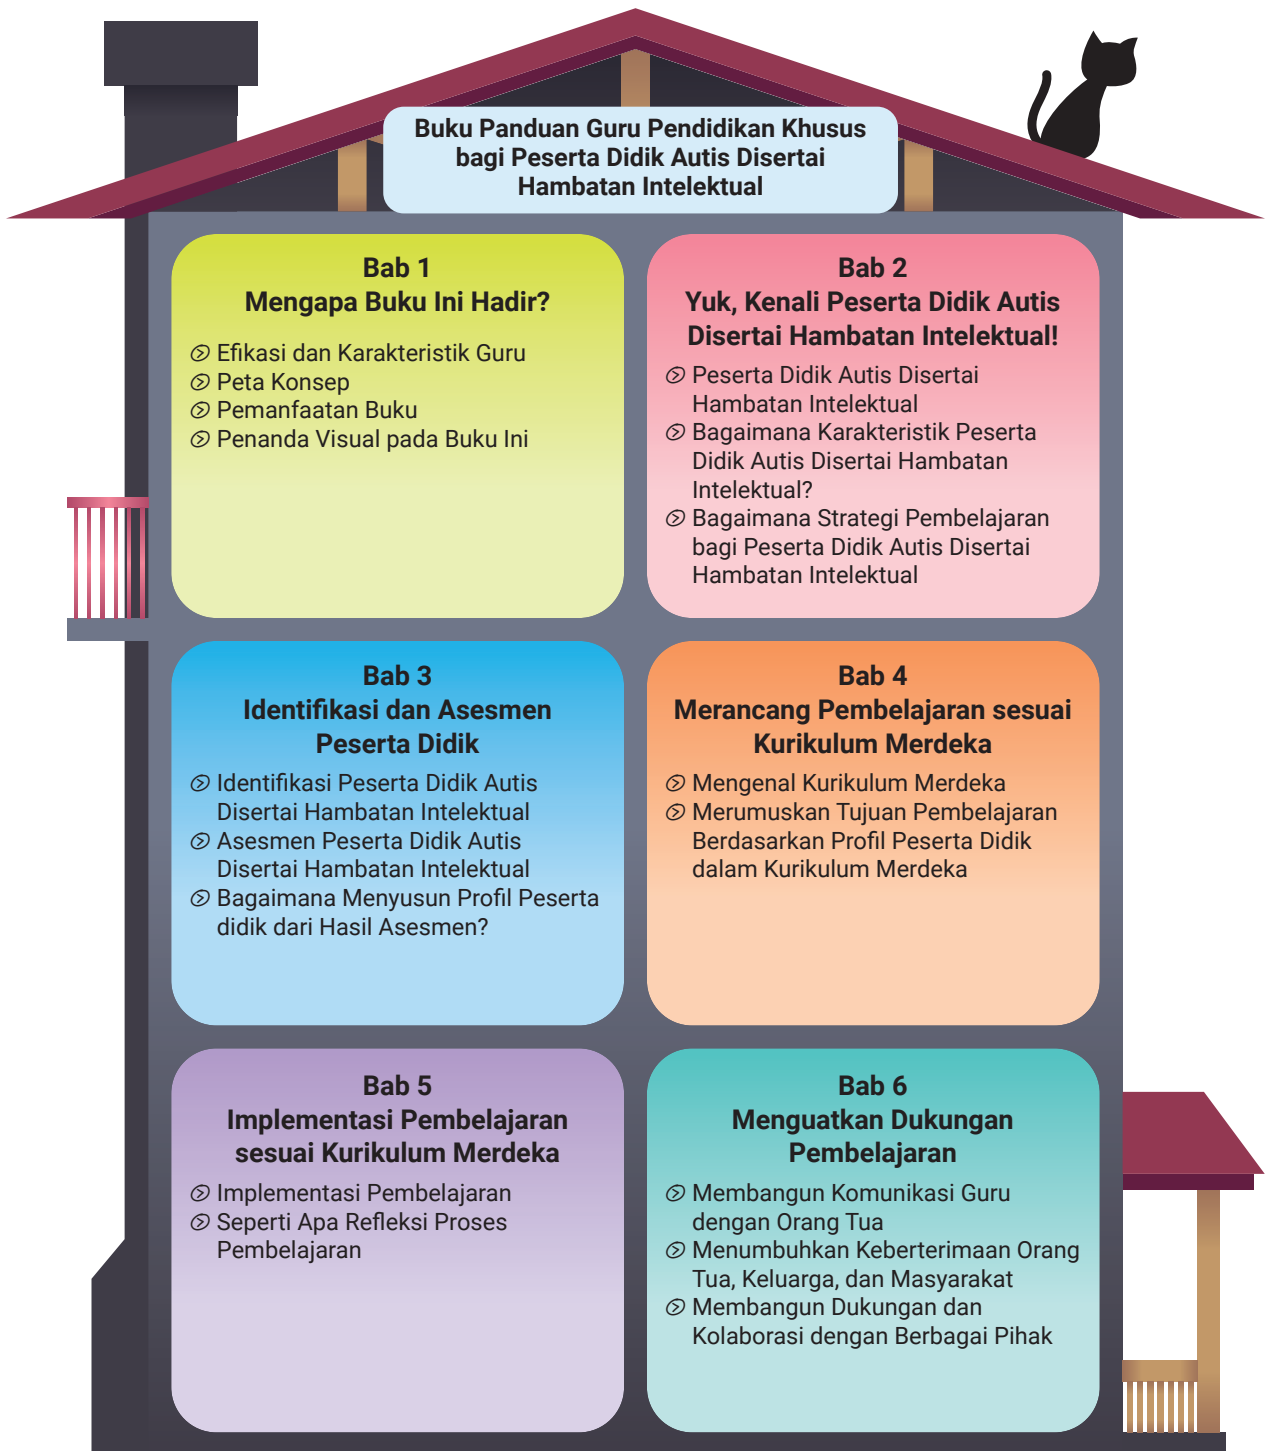 Buku Panduan Guru Pendidikan Khusus
bagi Peserta Didik Autis Disertai
Hambatan Intelektual
Bab 1
Mengapa Buku Ini Hadir?
Efikasi dan Karakteristik Guru
Peta Konsep
Pemanfaatan Buku
Penanda Visual pada Buku Ini
Bab 2
Yuk, Kenali Peserta Didik Autis
Disertai Hambatan Intelektual!
Peserta Didik Autis Disertai
Hambatan Intelektual
Bagaimana Karakteristik Peserta
Didik Autis Disertai Hambatan
Intelektual?
Bagaimana Strategi Pembelajaran
bagi Peserta Didik Autis Disertai
Hambatan Intelektual
Bab 3
Identifikasi dan Asesmen
Peserta Didik
Identifikasi Peserta Didik Autis
Disertai Hambatan Intelektual
Asesmen Peserta Didik Autis
Disertai Hambatan Intelektual
Bagaimana Menyusun Profil Peserta
didik dari Hasil Asesmen?
Bab 4
Merancang Pembelajaran sesuai
Kurikulum Merdeka
Mengenal Kurikulum Merdeka
Merumuskan Tujuan Pembelajaran
Berdasarkan Profil Peserta Didik
dalam Kurikulum Merdeka
Bab 5
Implementasi Pembelajaran
sesuai Kurikulum Merdeka
Implementasi Pembelajaran
Seperti Apa Refleksi Proses
Pembelajaran
Bab 6
Menguatkan Dukungan
Pembelajaran
Membangun Komunikasi Guru
dengan Orang Tua
Menumbuhkan Keberterimaan Orang
Tua, Keluarga, dan Masyarakat
Membangun Dukungan dan
Kolaborasi dengan Berbagai Pihak